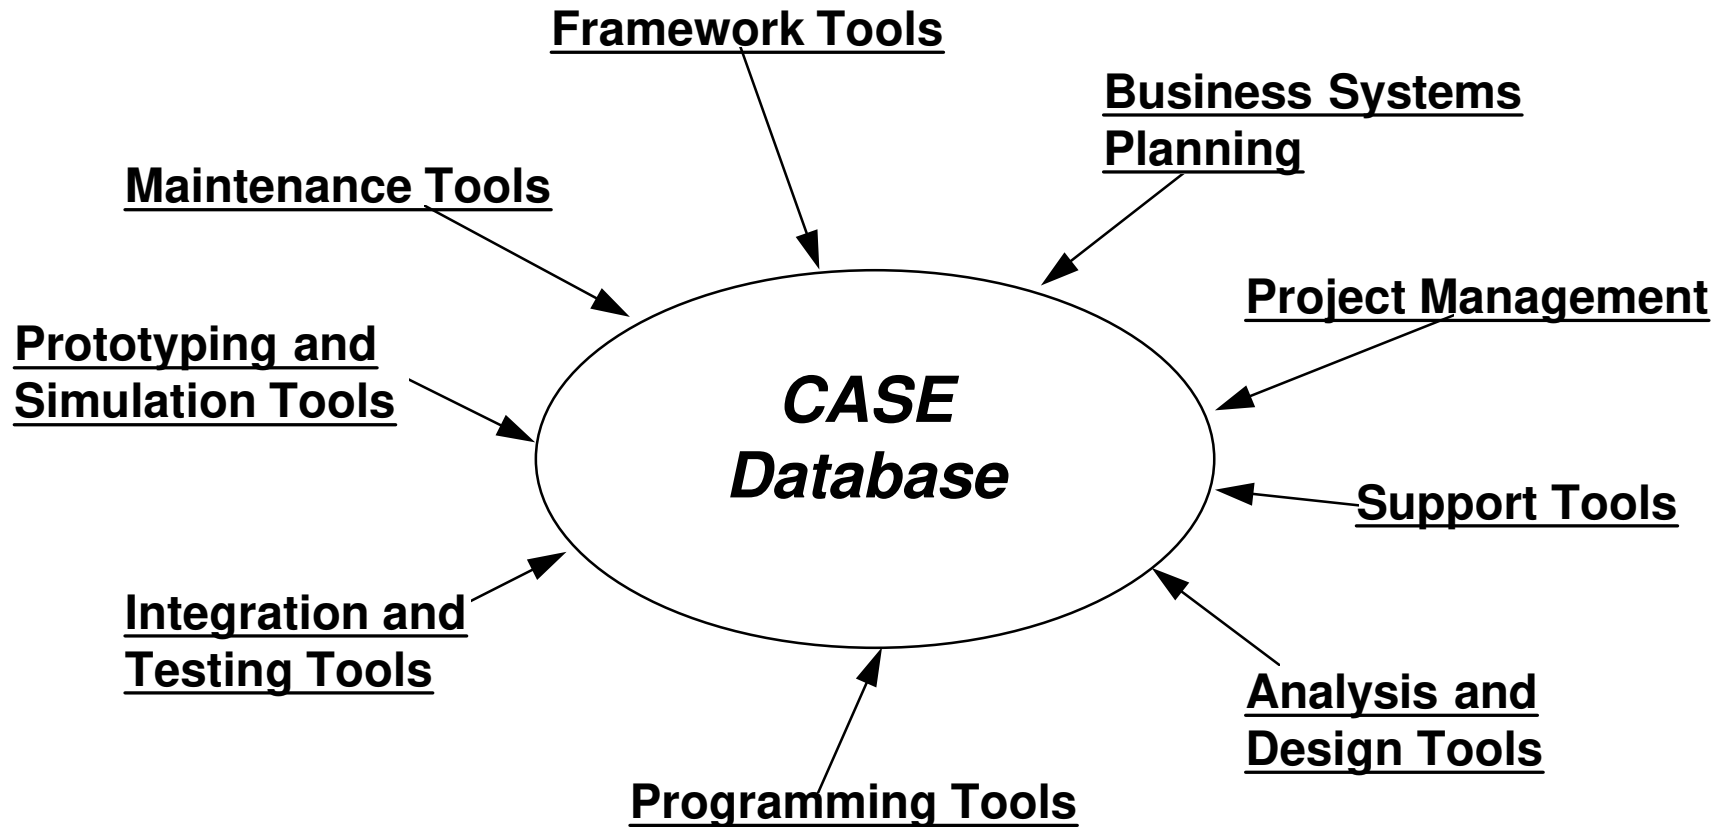 Framework Tools
Business Systems
Planning
Maintenance Tools
Project Management
Prototyping and
Simulation Tools
CASE
Database
Support Tools
Integration and
Testing Tools
Analysis and
Design Tools
Programming Tools